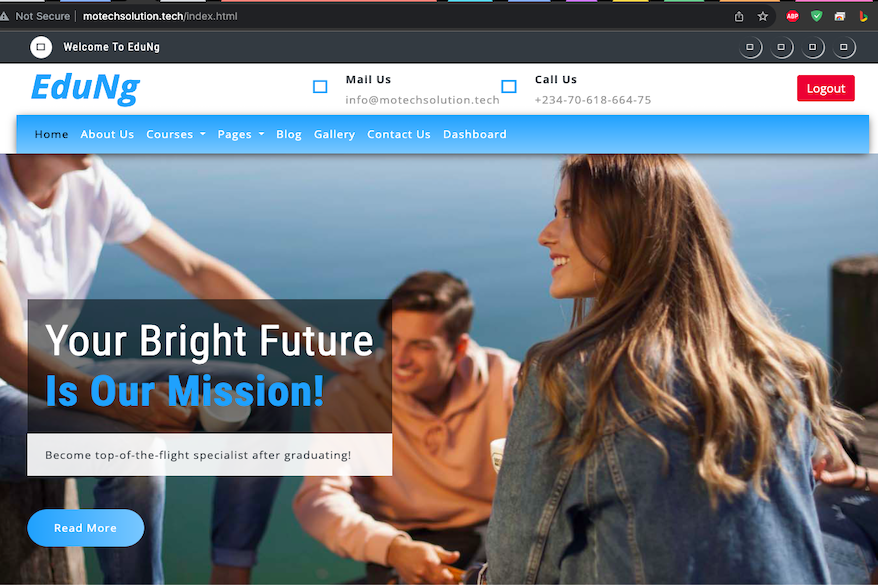 Not Secure | motechsolution.tech/index.html
ABP
Welcome To EduNg
EduNg
Mail Us
info@motechsolution.tech
Call Us
+234-70-618-664-75
Logout
Home About Us Courses Pages Blog Gallery Contact Us Dashboard
Your Bright Future
Is Our Mission!
Become top-of-the-flight specialist after graduating!
Read More